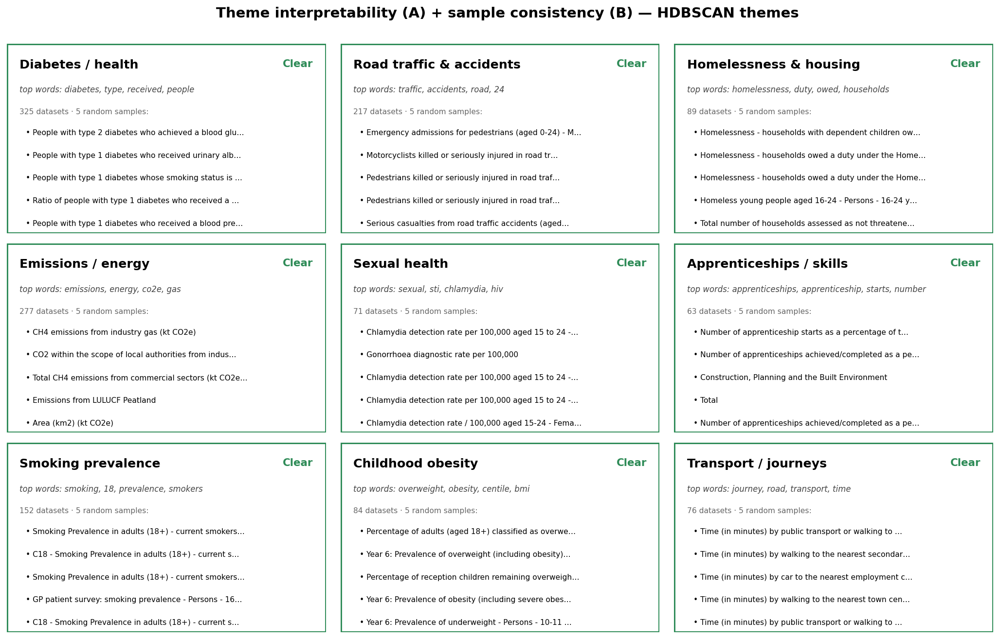 Theme interpretability (A) + sample consistency (B) — HDBSCAN themes
Diabetes / health
Clear
top words: diabetes, type, received, people
325 datasets · 5 random samples:
• People with type 2 diabetes who achieved a blood glu...
• People with type 1 diabetes who received urinary alb...
• People with type 1 diabetes whose smoking status is ...
• Ratio of people with type 1 diabetes who received a ...
• People with type 1 diabetes who received a blood pre...
Road traffic & accidents
Clear
top words: traffic, accidents, road, 24
217 datasets · 5 random samples:
• Emergency admissions for pedestrians (aged 0-24) - M...
• Motorcyclists killed or seriously injured in road tr...
• Pedestrians killed or seriously injured in road traf...
• Pedestrians killed or seriously injured in road traf...
• Serious casualties from road traffic accidents (aged...
Homelessness & housing
Clear
top words: homelessness, duty, owed, households
89 datasets · 5 random samples:
• Homelessness - households with dependent children ow...
• Homelessness - households owed a duty under the Home...
• Homelessness - households owed a duty under the Home...
• Homeless young people aged 16-24 - Persons - 16-24 y...
• Total number of households assessed as not threatene...
Emissions / energy
Clear
top words: emissions, energy, co2e, gas
277 datasets · 5 random samples:
• CH4 emissions from industry gas (kt CO2e)
• CO2 within the scope of local authorities from indus...
• Total CH4 emissions from commercial sectors (kt CO2e...
• Emissions from LULUCF Peatland
• Area (km2) (kt CO2e)
Sexual health
Clear
top words: sexual, sti, chlamydia, hiv
71 datasets · 5 random samples:
• Chlamydia detection rate per 100,000 aged 15 to 24 -...
• Gonorrhoea diagnostic rate per 100,000
• Chlamydia detection rate per 100,000 aged 15 to 24 -...
• Chlamydia detection rate per 100,000 aged 15 to 24 -...
• Chlamydia detection rate / 100,000 aged 15-24 - Fema...
Apprenticeships / skills
Clear
top words: apprenticeships, apprenticeship, starts, number
63 datasets · 5 random samples:
• Number of apprenticeship starts as a percentage of t...
• Number of apprenticeships achieved/completed as a pe...
• Construction, Planning and the Built Environment
• Total
• Number of apprenticeships achieved/completed as a pe...
Smoking prevalence
Clear
top words: smoking, 18, prevalence, smokers
152 datasets · 5 random samples:
• Smoking Prevalence in adults (18+) - current smokers...
• C18 - Smoking Prevalence in adults (18+) - current s...
• Smoking Prevalence in adults (18+) - current smokers...
• GP patient survey: smoking prevalence - Persons - 16...
• C18 - Smoking Prevalence in adults (18+) - current s...
Childhood obesity
Clear
top words: overweight, obesity, centile, bmi
84 datasets · 5 random samples:
• Percentage of adults (aged 18+) classified as overwe...
• Year 6: Prevalence of overweight (including obesity)...
• Percentage of reception children remaining overweigh...
• Year 6: Prevalence of obesity (including severe obes...
• Year 6: Prevalence of underweight - Persons - 10-11 ...
Transport / journeys
Clear
top words: journey, road, transport, time
76 datasets · 5 random samples:
• Time (in minutes) by public transport or walking to ...
• Time (in minutes) by walking to the nearest secondar...
• Time (in minutes) by car to the nearest employment c...
• Time (in minutes) by walking to the nearest town cen...
• Time (in minutes) by public transport or walking to ...